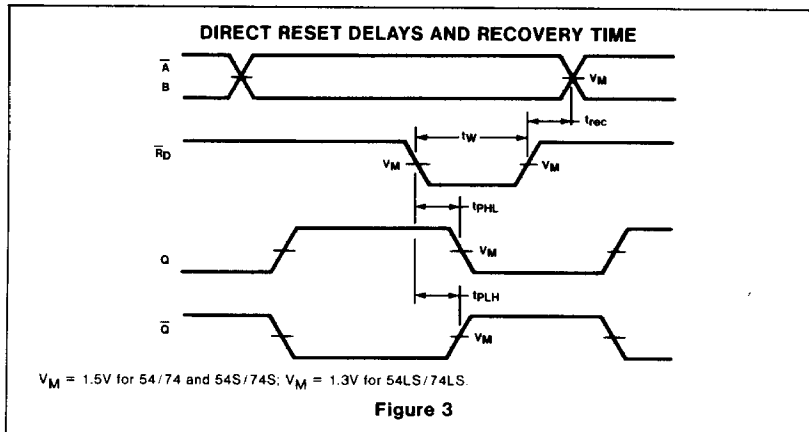 DIRECT RESET DELAYS AND RECOVERY TIME
A̅
B
VM
trec
tW
R̅D
VM
VM
tPHL
Q
VM
tPLH
Q̅
VM
VM = 1.5V for 54/74 and 54S/74S; VM = 1.3V for 54LS/74LS.
Figure 3